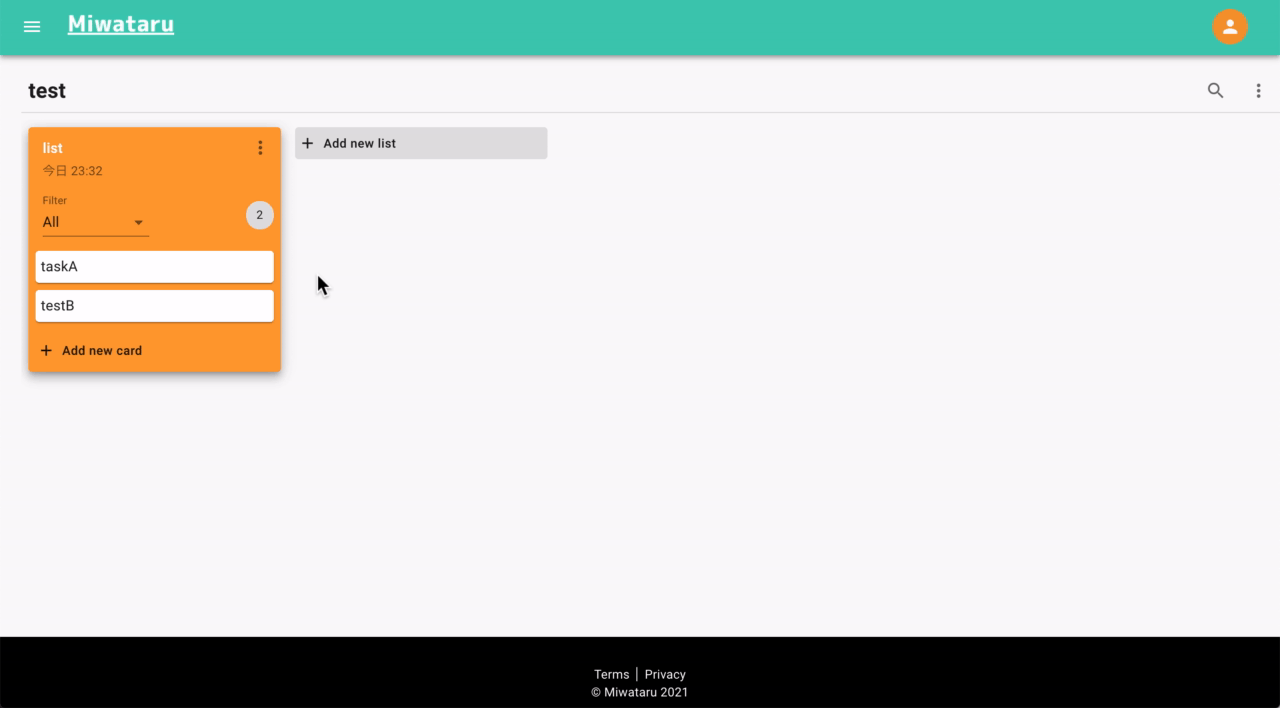 Miwataru
test
list
今日 23:32
Filter
All
2
taskA
testB
Add new card
Add new list
Terms
Privacy
© Miwataru 2021